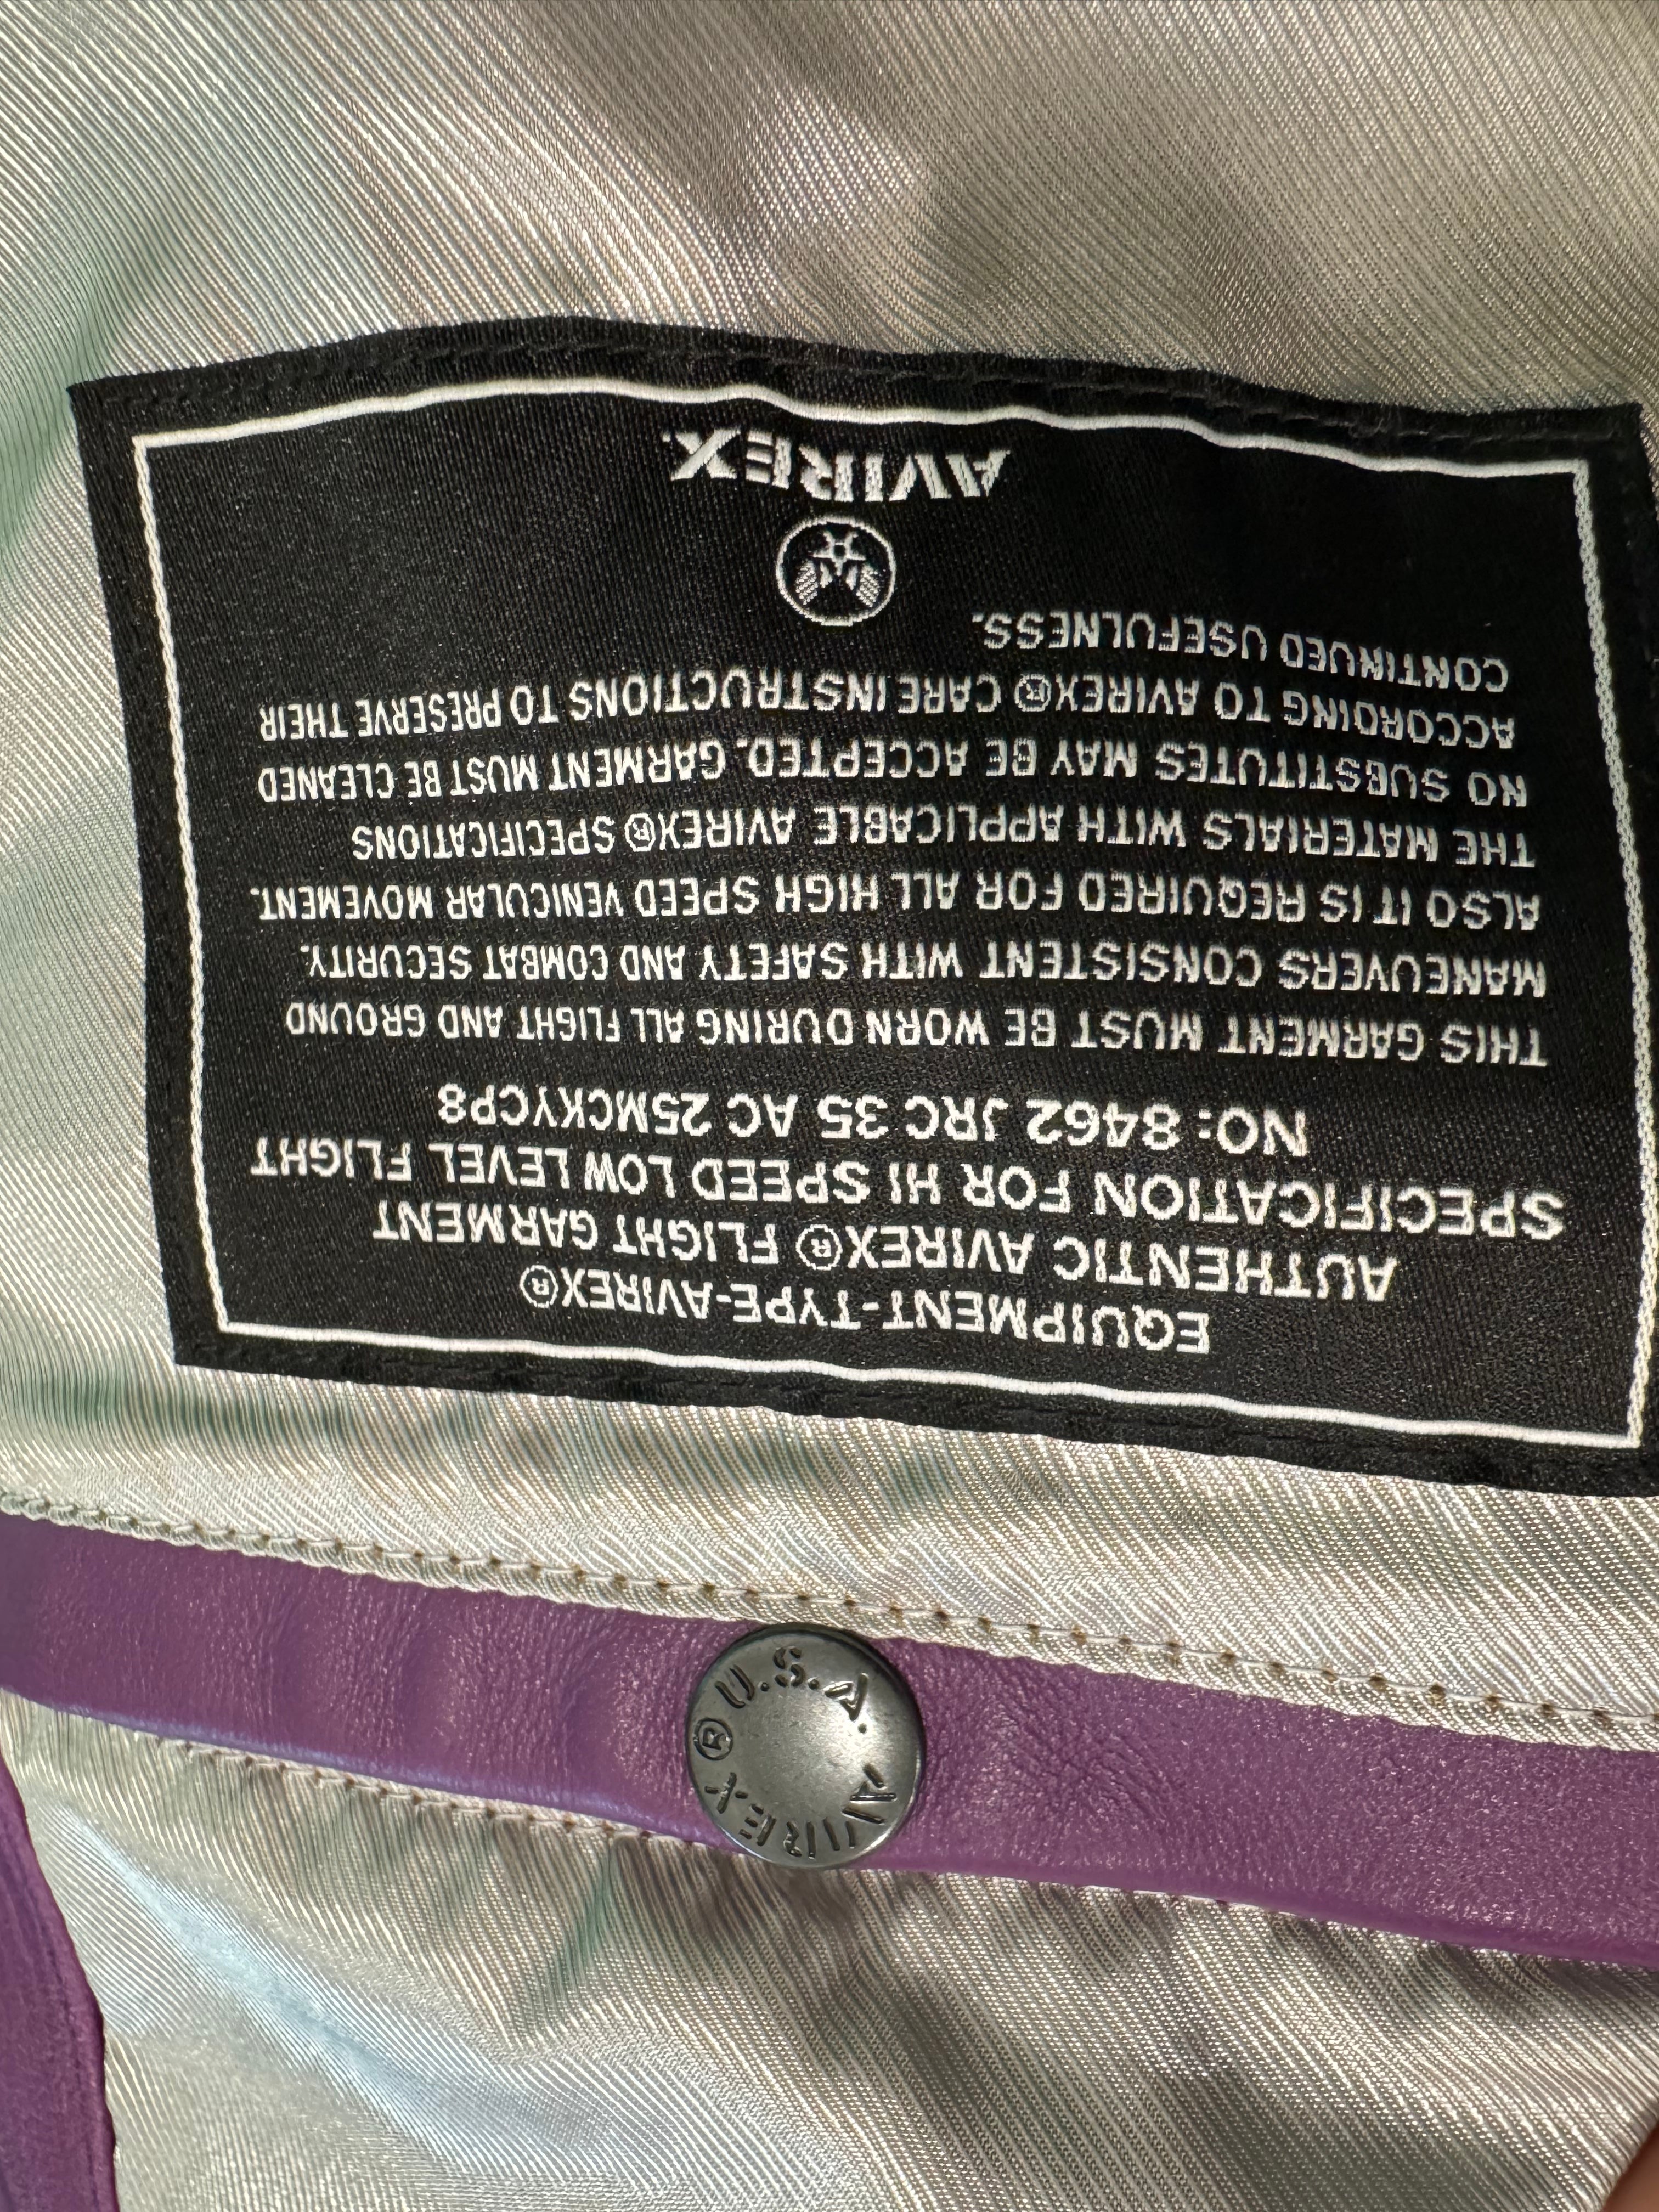 EQUIPMENT-TYPE-AVIREX®
AUTHENTIC AVIREX® FLIGHT GARMENT
SPECIFICATION FOR HI SPEED LOW LEVEL FLIGHT
NO: 8462 JRC 35 AC 25MCKYCP8
THIS GARMENT MUST BE WORN DURING ALL FLIGHT AND GROUND
MANEUVERS CONSISTENT WITH SAFETY AND COMBAT SECURITY.
ALSO IT IS REQUIRED FOR ALL HIGH SPEED VENICULAR MOVEMENT.
THE MATERIALS WITH APPLICABLE AVIREX® SPECIFICATIONS
NO SUBSTITUTES MAY BE ACCEPTED. GARMENT MUST BE CLEANED
ACCORDING TO AVIREX® CARE INSTRUCTIONS TO PRESERVE THEIR
CONTINUED USEFULNESS.
AVIREX.
AVIREX® U.S.A.